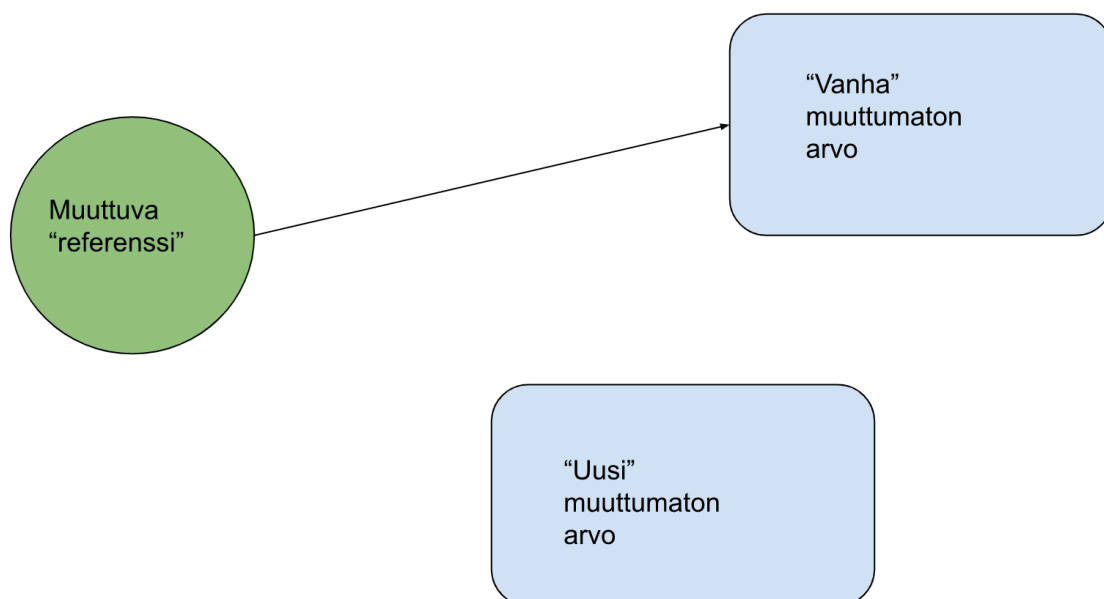 “Vanha”
muuttumaton
arvo
Muuttuva
“referenssi”
“Uusi”
muuttumaton
arvo